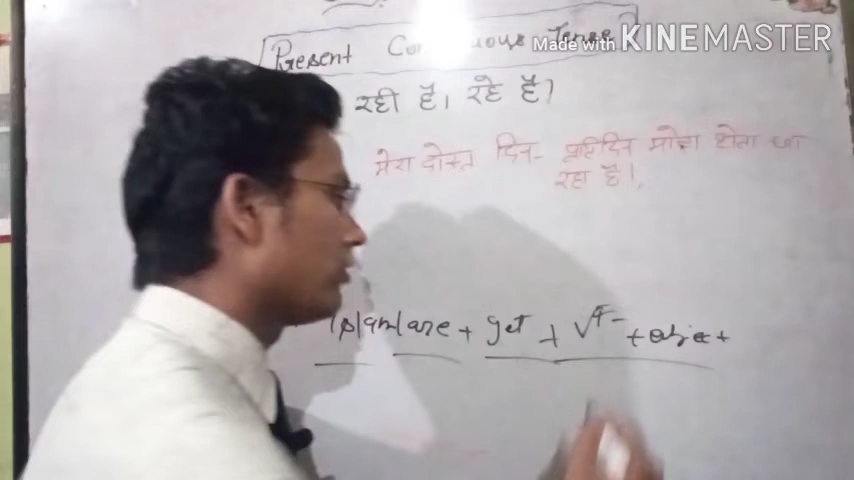 Present Continuous Tense
Made with KINEMASTER
रही है। रहे है।
मेरा दोस्त दिन- प्रतिदिन मोटा होता जा
रहा है।
is/am/are + get + V4 + object